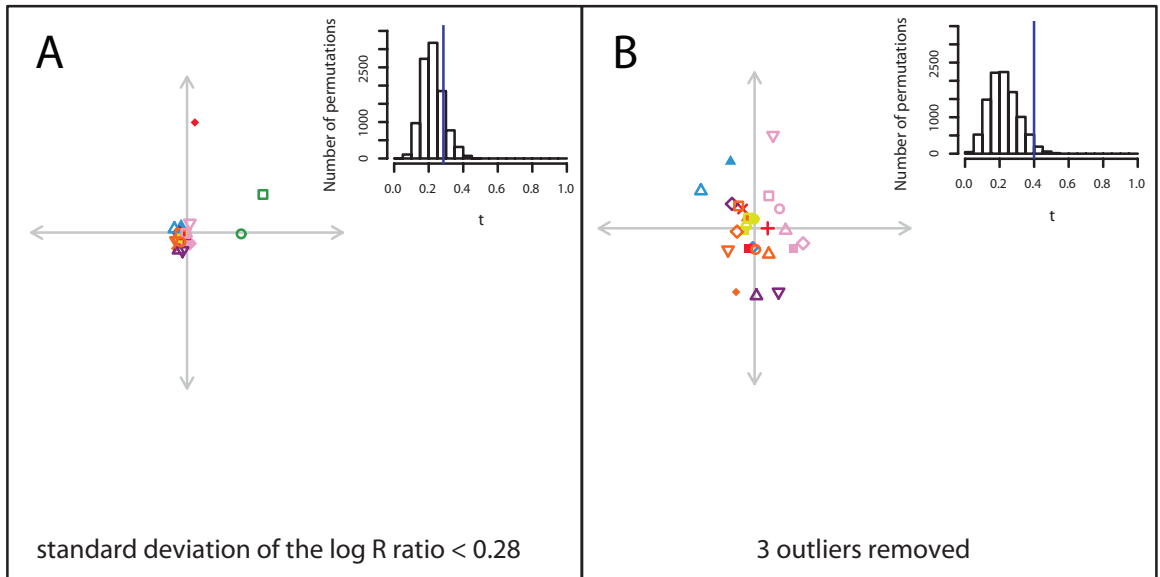 A
Number of permutations
0 1000 2500
0.0 0.2 0.4 0.6 0.8 1.0
t
standard deviation of the log R ratio < 0.28
B
Number of permutations
0 1000 2500
0.0 0.2 0.4 0.6 0.8 1.0
t
3 outliers removed